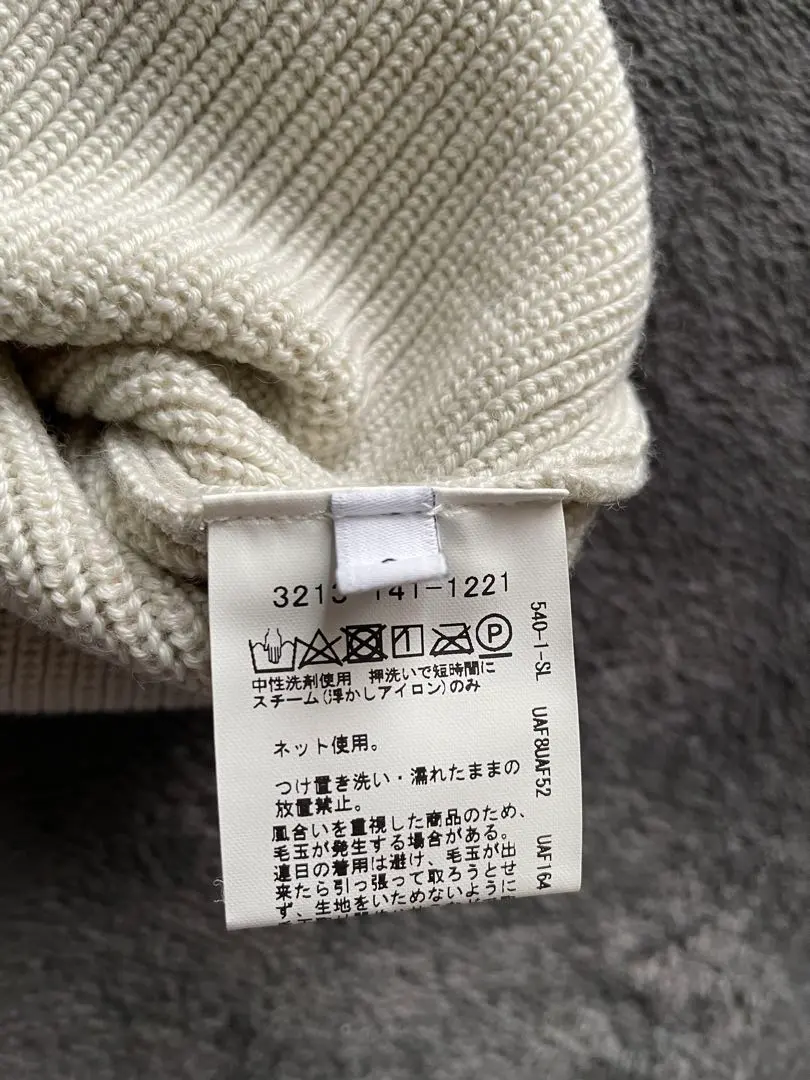 3213-141-1221
P
中性洗剤使用　押洗いで短時間に
スチーム(浮かしアイロン)のみ
ネット使用。
つけ置き洗い・濡れたままの
放置禁止。
風合いを重視した商品のため、
毛玉が発生する場合がある。
連日の着用は避け、毛玉が出
来たら引っ張って取ろうとせ
ず、生地をいためないように
540-1-SL UAF8UAF52 UAF164